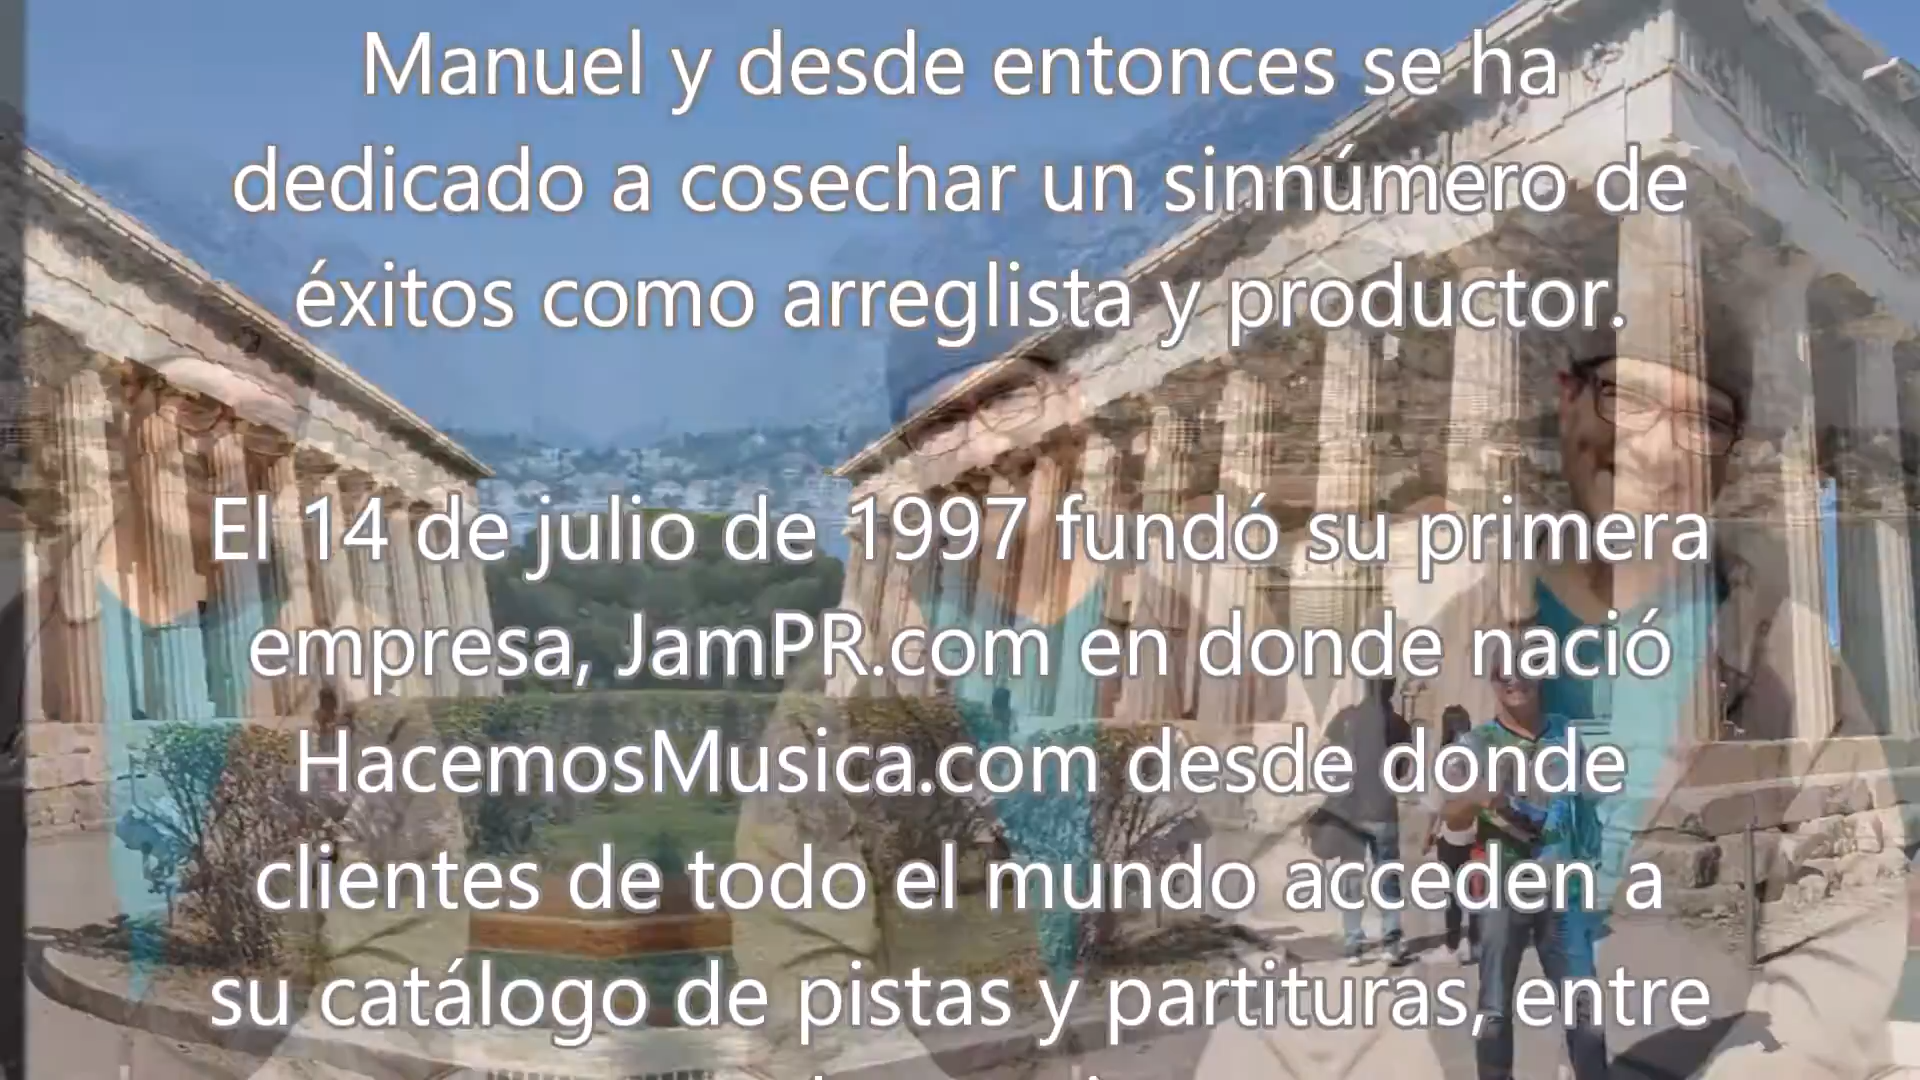 Manuel y desde entonces se ha
dedicado a cosechar un sinnúmero de
éxitos como arreglista y productor.
El 14 de julio de 1997 fundó su primera
empresa, JamPR.com en donde nació
HacemosMusica.com desde donde
clientes de todo el mundo acceden a
su catálogo de pistas y partituras, entre